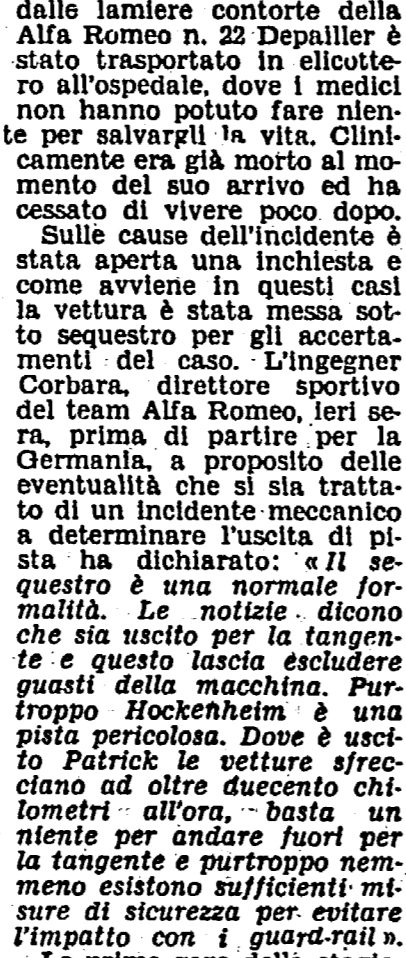 dalle lamiere contorte della
Alfa Romeo n. 22 Depailler è
stato trasportato in elicotte-
ro all'ospedale, dove i medici
non hanno potuto fare nien-
te per salvargli la vita. Clini-
camente era già morto al mo-
mento del suo arrivo ed ha
cessato di vivere poco dopo.
Sulle cause dell'incidente è
stata aperta una inchiesta e
come avviene in questi casi
la vettura è stata messa sot-
to sequestro per gli accerta-
menti del caso. L'ingegner
Corbara, direttore sportivo
del team Alfa Romeo, ieri se-
ra, prima di partire per la
Germania, a proposito delle
eventualità che si sia tratta-
to di un incidente meccanico
a determinare l'uscita di pi-
sta ha dichiarato: «Il se-
questro è una normale for-
malità. Le notizie dicono
che sia uscito per la tangen-
te e questo lascia escludere
guasti della macchina. Pur-
troppo Hockenheim è una
pista pericolosa. Dove è usci-
to Patrick le vetture sfrec-
ciano ad oltre duecento chi-
lometri all'ora, basta un
niente per andare fuori per
la tangente e purtroppo nem-
meno esistono sufficienti mi-
sure di sicurezza per evitare
l'impatto con i guard-rail».